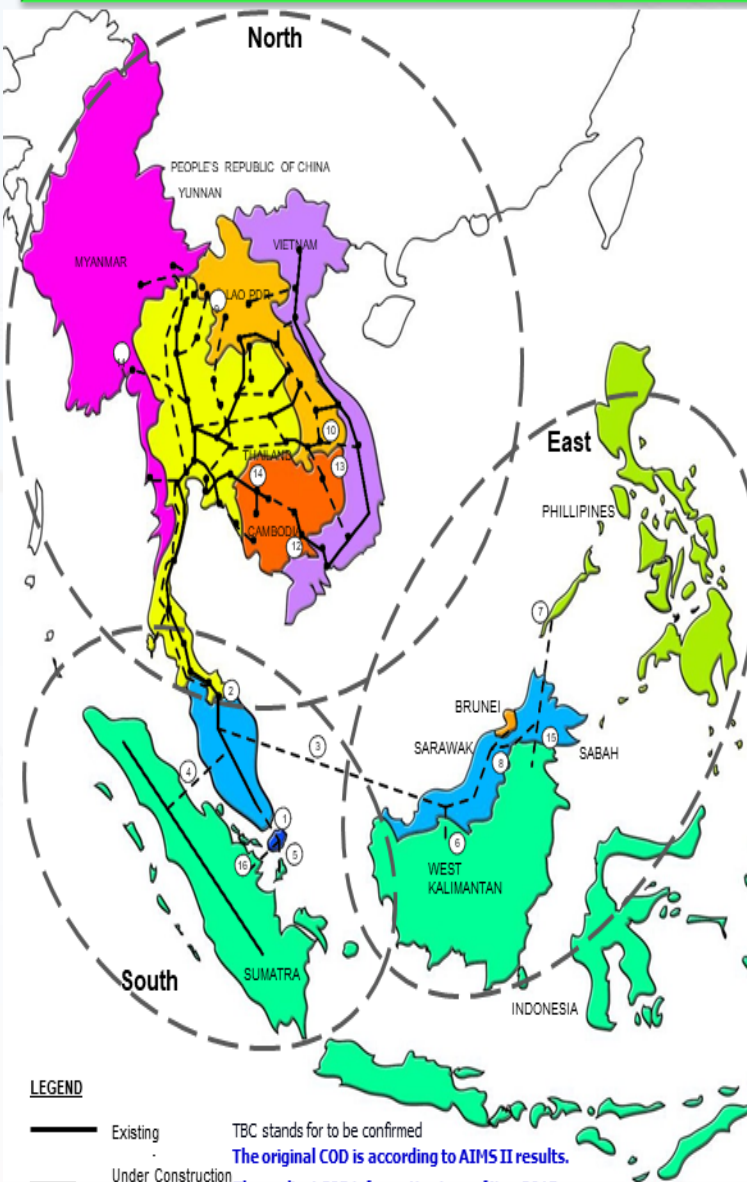 North
PEOPLE'S REPUBLIC OF CHINA
YUNNAN
VIETNAM
MYANMAR
LAO PDR
10
East
THAILAND
14
13
PHILLIPINES
CAMBODIA
12
7
2
BRUNEI
3
SARAWAK
15
SABAH
8
4
1
6
5
16
WEST
KALIMANTAN
SUMATRA
South
INDONESIA
LEGEND
Existing
TBC stands for to be confirmed
The original COD is according to AIMS II results.
Under Construction